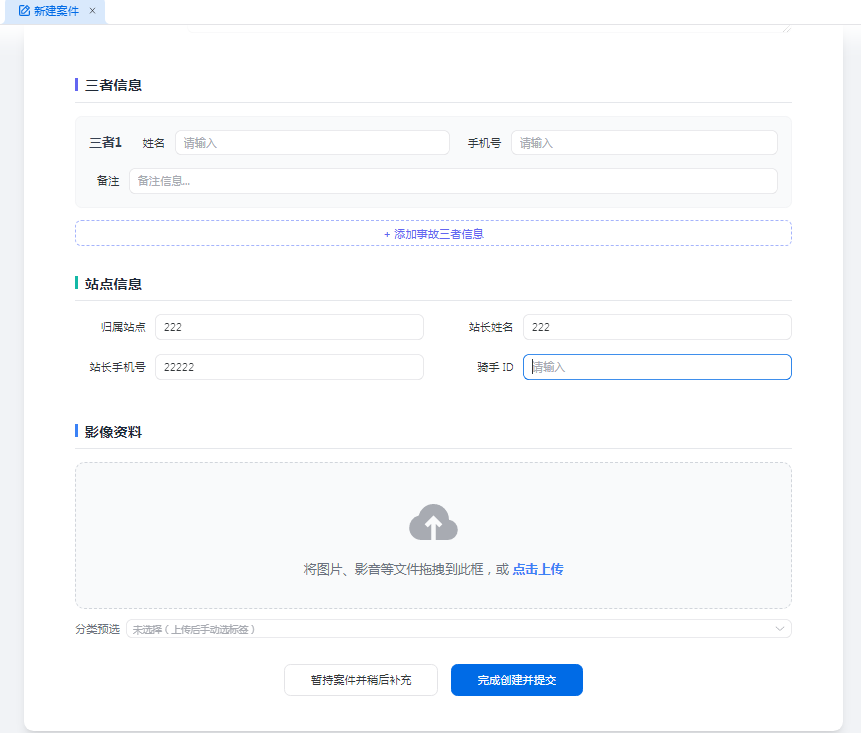 新建案件 ×
三者信息
三者1 姓名 请输入 手机号 请输入
备注 备注信息...
+ 添加事故三者信息
站点信息
归属站点 222 站长姓名 222
站长手机号 22222 骑手 ID 请输入
影像资料
将图片、影音等文件拖拽到此框，或 点击上传
分类预选 未选择（上传后手动选标签）
暂持案件并稍后补充 完成创建并提交